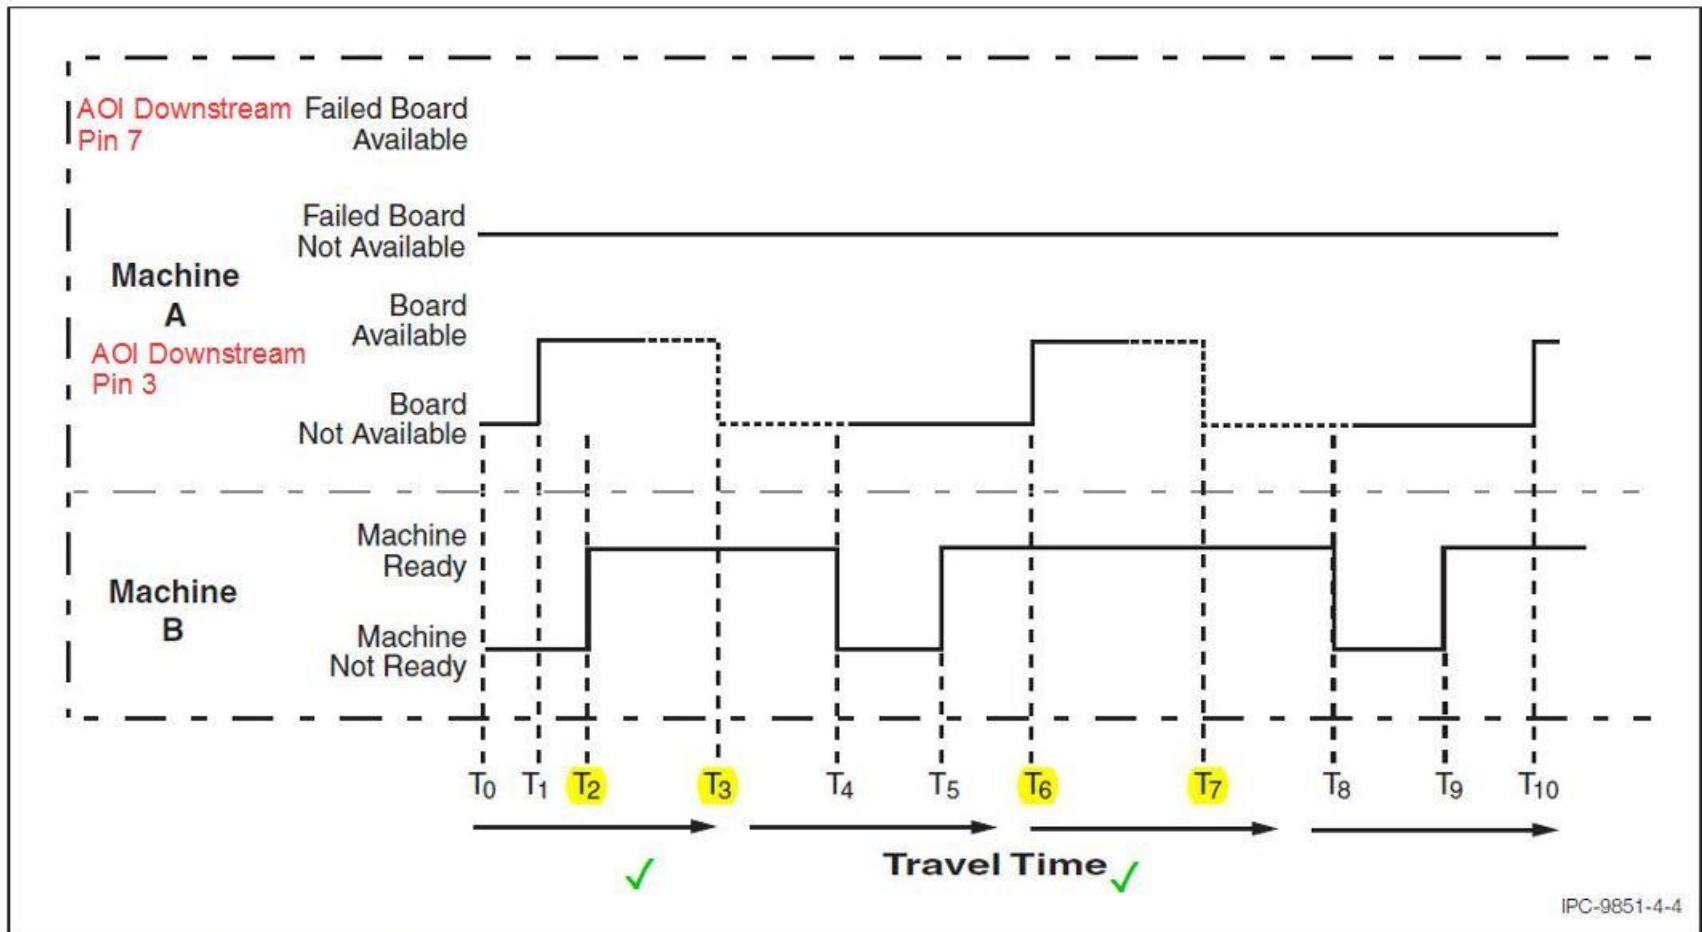 AOI Downstream
Pin 7
Failed Board
Available
Failed Board
Not Available
Machine
A
Board
Available
AOI Downstream
Pin 3
Board
Not Available
Machine
Ready
Machine
B
Machine
Not Ready
T0 T1 T2 T3 T4 T5 T6 T7 T8 T9 T10
Travel Time
IPC-9851-4-4